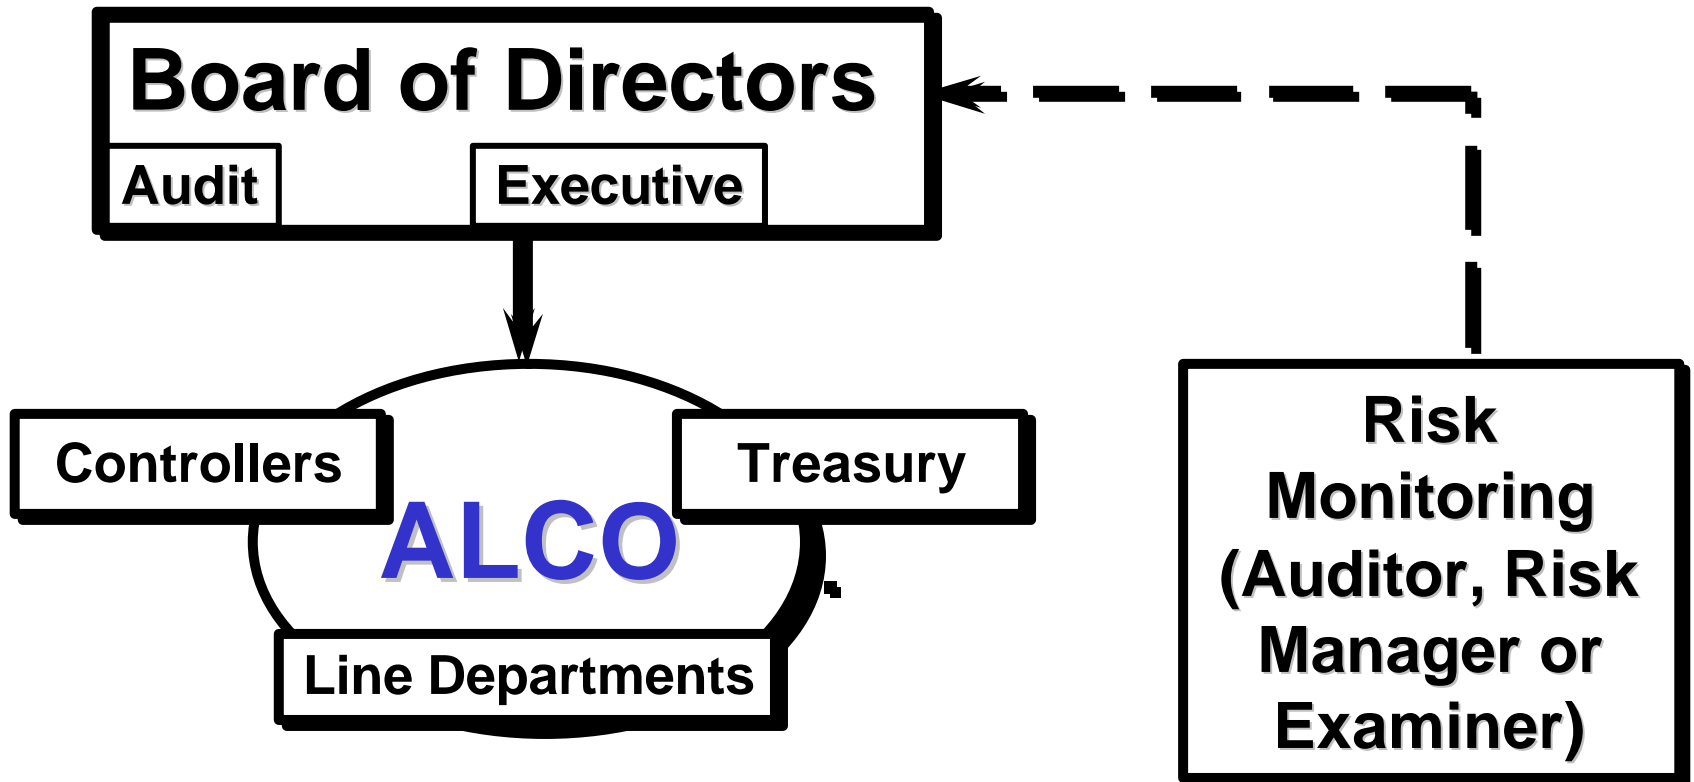 Board of Directors
Audit
Executive
Controllers
Treasury
ALCO
Line Departments
Risk
Monitoring
(Auditor, Risk
Manager or
Examiner)